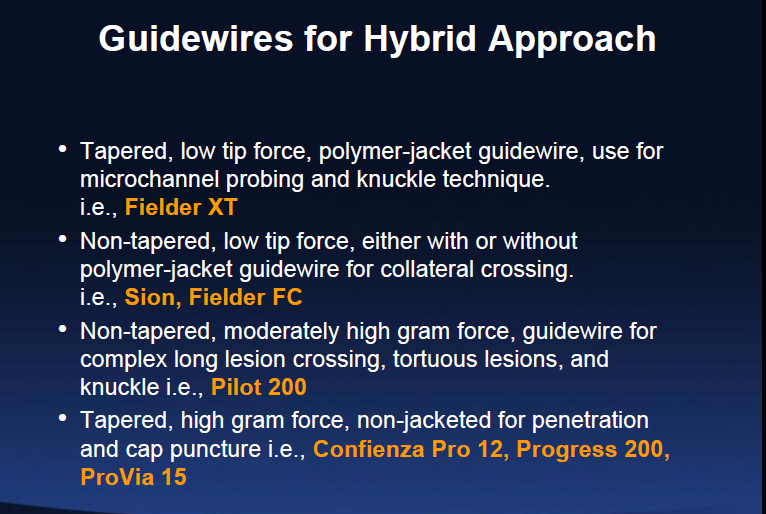 Guidewires for Hybrid Approach
• Tapered, low tip force, polymer-jacket guidewire, use for
microchannel probing and knuckle technique.
i.e., Fielder XT
• Non-tapered, low tip force, either with or without
polymer-jacket guidewire for collateral crossing.
i.e., Sion, Fielder FC
• Non-tapered, moderately high gram force, guidewire for
complex long lesion crossing, tortuous lesions, and
knuckle i.e., Pilot 200
• Tapered, high gram force, non-jacketed for penetration
and cap puncture i.e., Confienza Pro 12, Progress 200,
ProVia 15